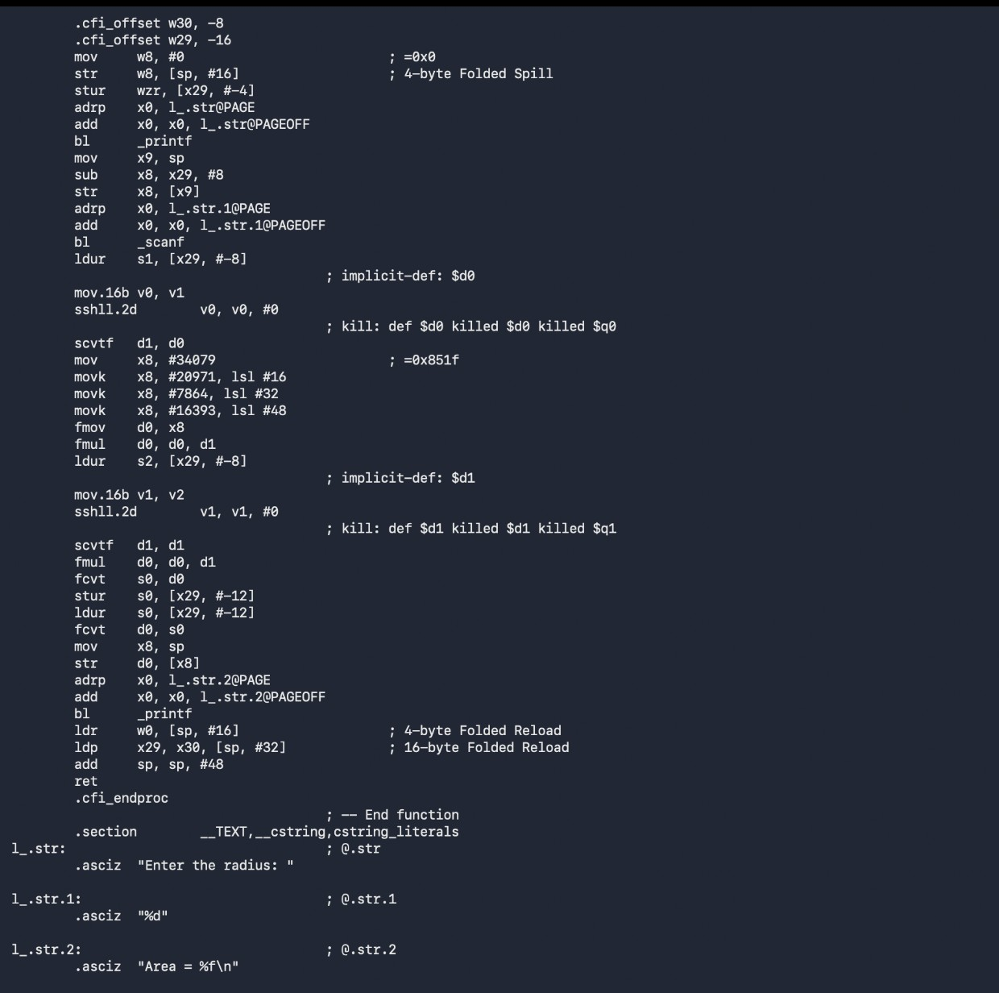 .cfi_offset w30, -8
.cfi_offset w29, -16
mov w8, #0 ; =0x0
str w8, [sp, #16] ; 4-byte Folded Spill
stur wzr, [x29, #-4]
adrp x0, l_.str@PAGE
add x0, x0, l_.str@PAGEOFF
bl _printf
mov x9, sp
sub x8, x29, #8
str x8, [x9]
adrp x0, l_.str.1@PAGE
add x0, x0, l_.str.1@PAGEOFF
bl _scanf
ldur s1, [x29, #-8]
; implicit-def: $d0
mov.16b v0, v1
sshll.2d v0, v0, #0
; kill: def $d0 killed $d0 killed $q0
scvtf d1, d0
mov x8, #34079 ; =0x851f
movk x8, #20971, lsl #16
movk x8, #7864, lsl #32
movk x8, #16393, lsl #48
fmov d0, x8
fmul d0, d0, d1
ldur s2, [x29, #-8]
; implicit-def: $d1
mov.16b v1, v2
sshll.2d v1, v1, #0
; kill: def $d1 killed $d1 killed $q1
scvtf d1, d1
fmul d0, d0, d1
fcvt s0, d0
stur s0, [x29, #-12]
ldur s0, [x29, #-12]
fcvt d0, s0
mov x8, sp
str d0, [x8]
adrp x0, l_.str.2@PAGE
add x0, x0, l_.str.2@PAGEOFF
bl _printf
ldr w0, [sp, #16] ; 4-byte Folded Reload
ldp x29, x30, [sp, #32] ; 16-byte Folded Reload
add sp, sp, #48
ret
.cfi_endproc
; -- End function
.section __TEXT,__cstring,cstring_literals
l_.str: ; @.str
.asciz "Enter the radius: "
l_.str.1: ; @.str.1
.asciz "%d"
l_.str.2: ; @.str.2
.asciz "Area = %f\n"